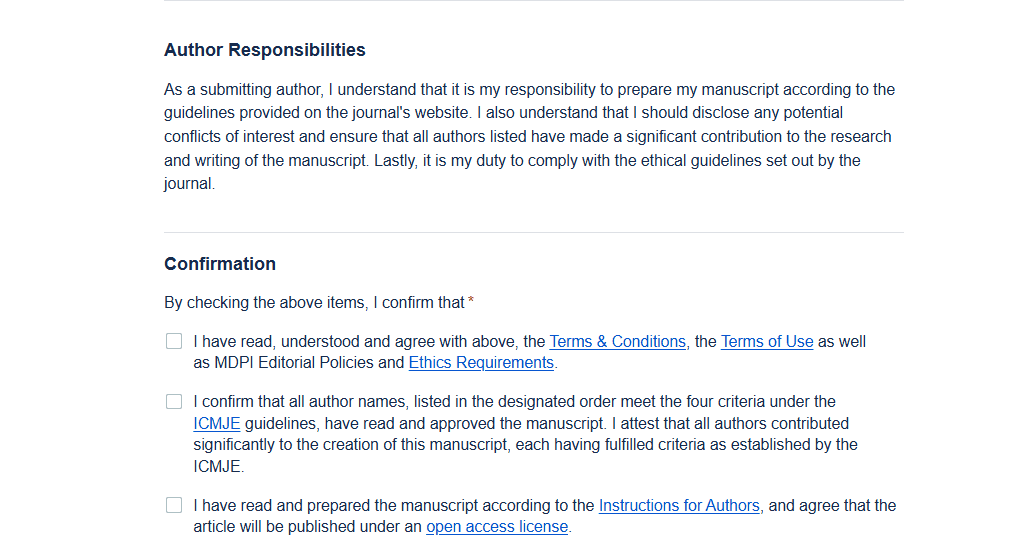 Author Responsibilities
As a submitting author, I understand that it is my responsibility to prepare my manuscript according to the
guidelines provided on the journal's website. I also understand that I should disclose any potential
conflicts of interest and ensure that all authors listed have made a significant contribution to the research
and writing of the manuscript. Lastly, it is my duty to comply with the ethical guidelines set out by the
journal.
Confirmation
By checking the above items, I confirm that *
I have read, understood and agree with above, the Terms & Conditions, the Terms of Use as well
as MDPI Editorial Policies and Ethics Requirements.
I confirm that all author names, listed in the designated order meet the four criteria under the
ICMJE guidelines, have read and approved the manuscript. I attest that all authors contributed
significantly to the creation of this manuscript, each having fulfilled criteria as established by the
ICMJE.
I have read and prepared the manuscript according to the Instructions for Authors, and agree that the
article will be published under an open access license.